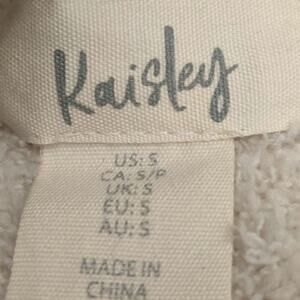 Kaisley
US: S
CA: S/P
UK: S
EU: S
AU: S
MADE IN
CHINA